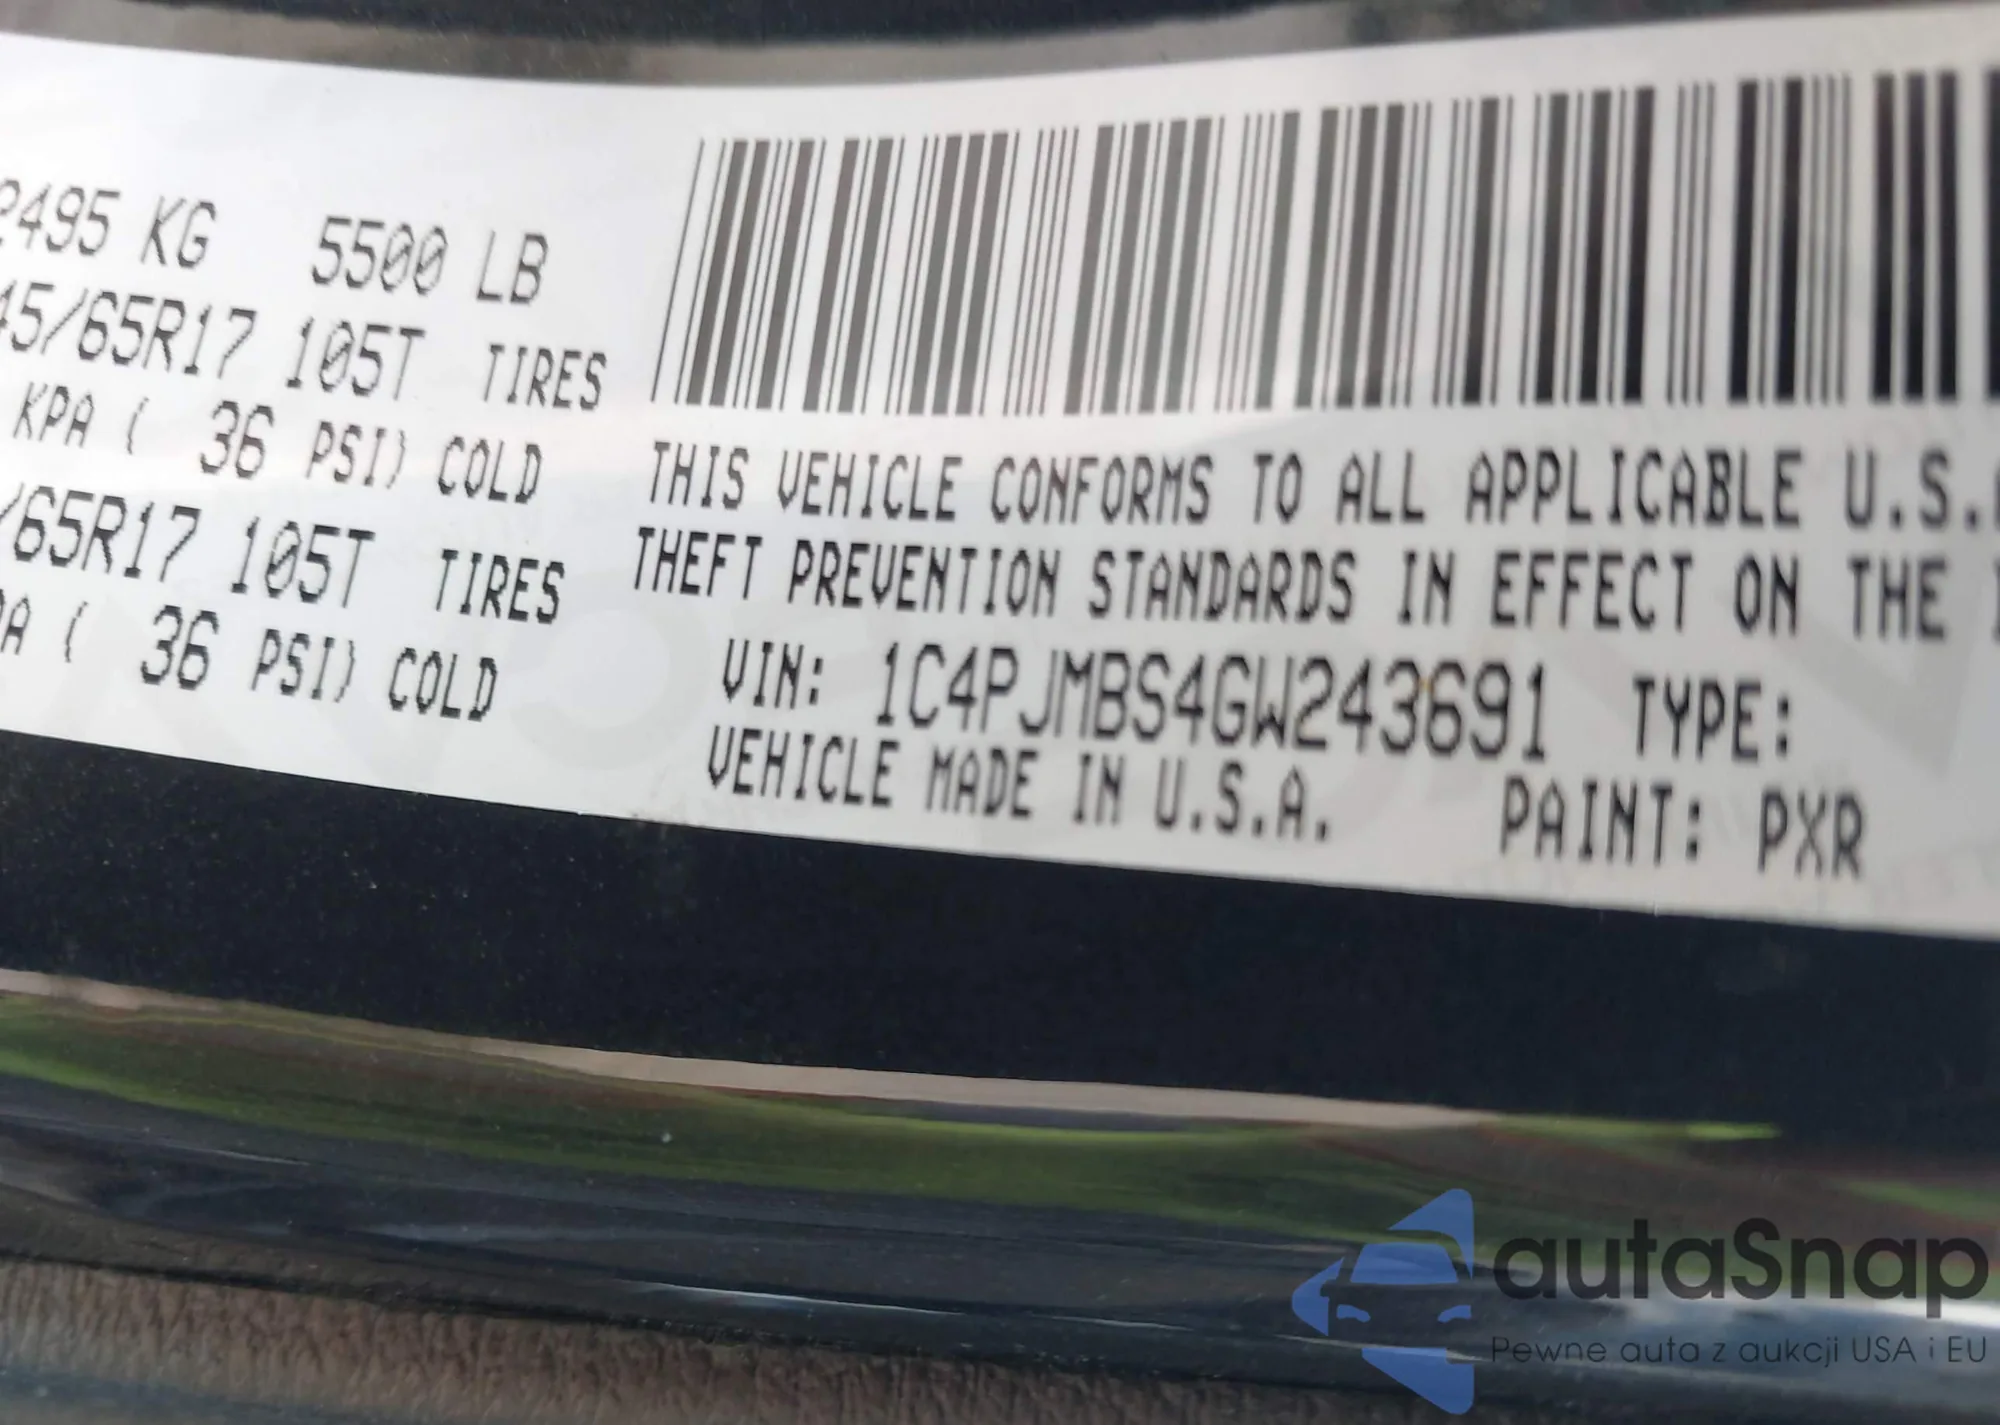 2495 KG 5500 LB
45/65R17 105T TIRES
KPA ( 36 PSI) COLD
/65R17 105T TIRES
PA ( 36 PSI) COLD
THIS VEHICLE CONFORMS TO ALL APPLICABLE U.S.
THEFT PREVENTION STANDARDS IN EFFECT ON THE
VIN: 1C4PJMBS4GW243691 TYPE:
VEHICLE MADE IN U.S.A. PAINT: PXR
autaSnap
Pewne auta z aukcji USA i EU